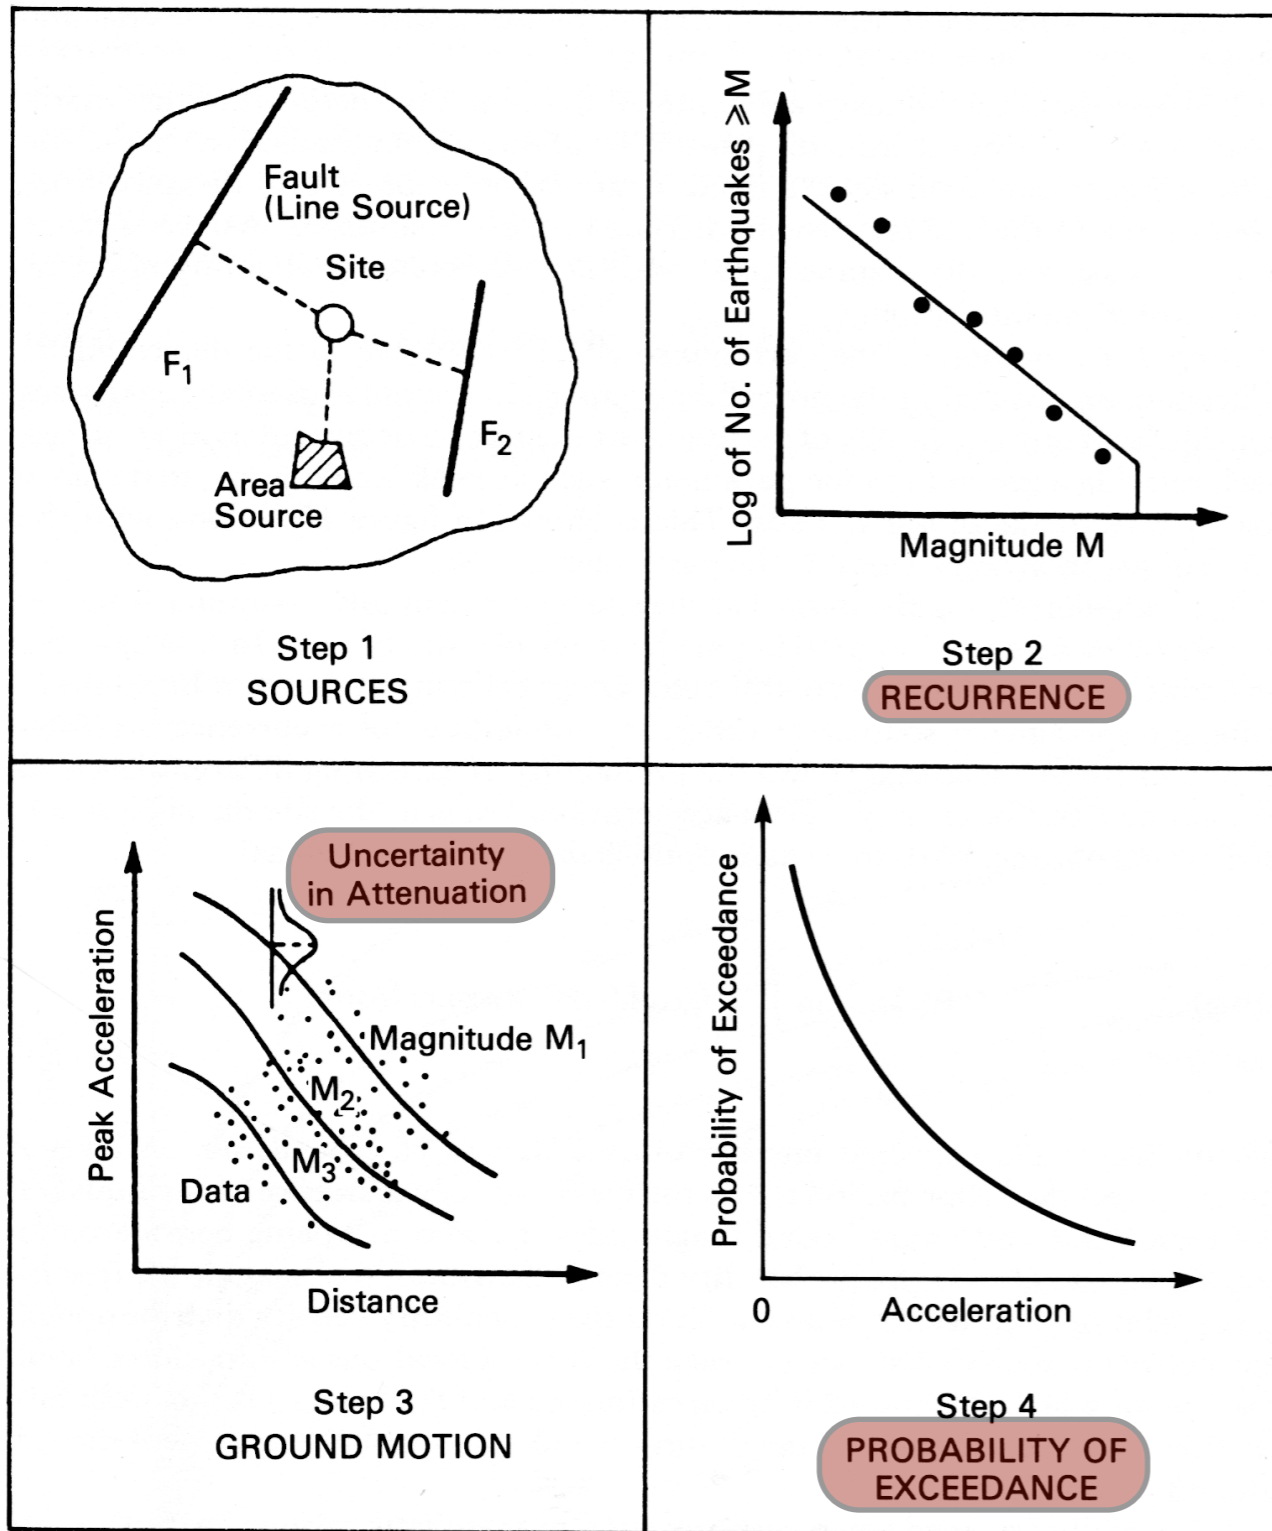 Fault
(Line Source)
Site
F₁
F₂
Area
Source
Step 1
SOURCES
Log of No. of Earthquakes ⩾ M
Magnitude M
Step 2
RECURRENCE
Uncertainty
in Attenuation
Peak Acceleration
Magnitude M₁
M₂
M₃
Data
Distance
Step 3
GROUND MOTION
Probability of Exceedance
0
Acceleration
Step 4
PROBABILITY OF
EXCEEDANCE